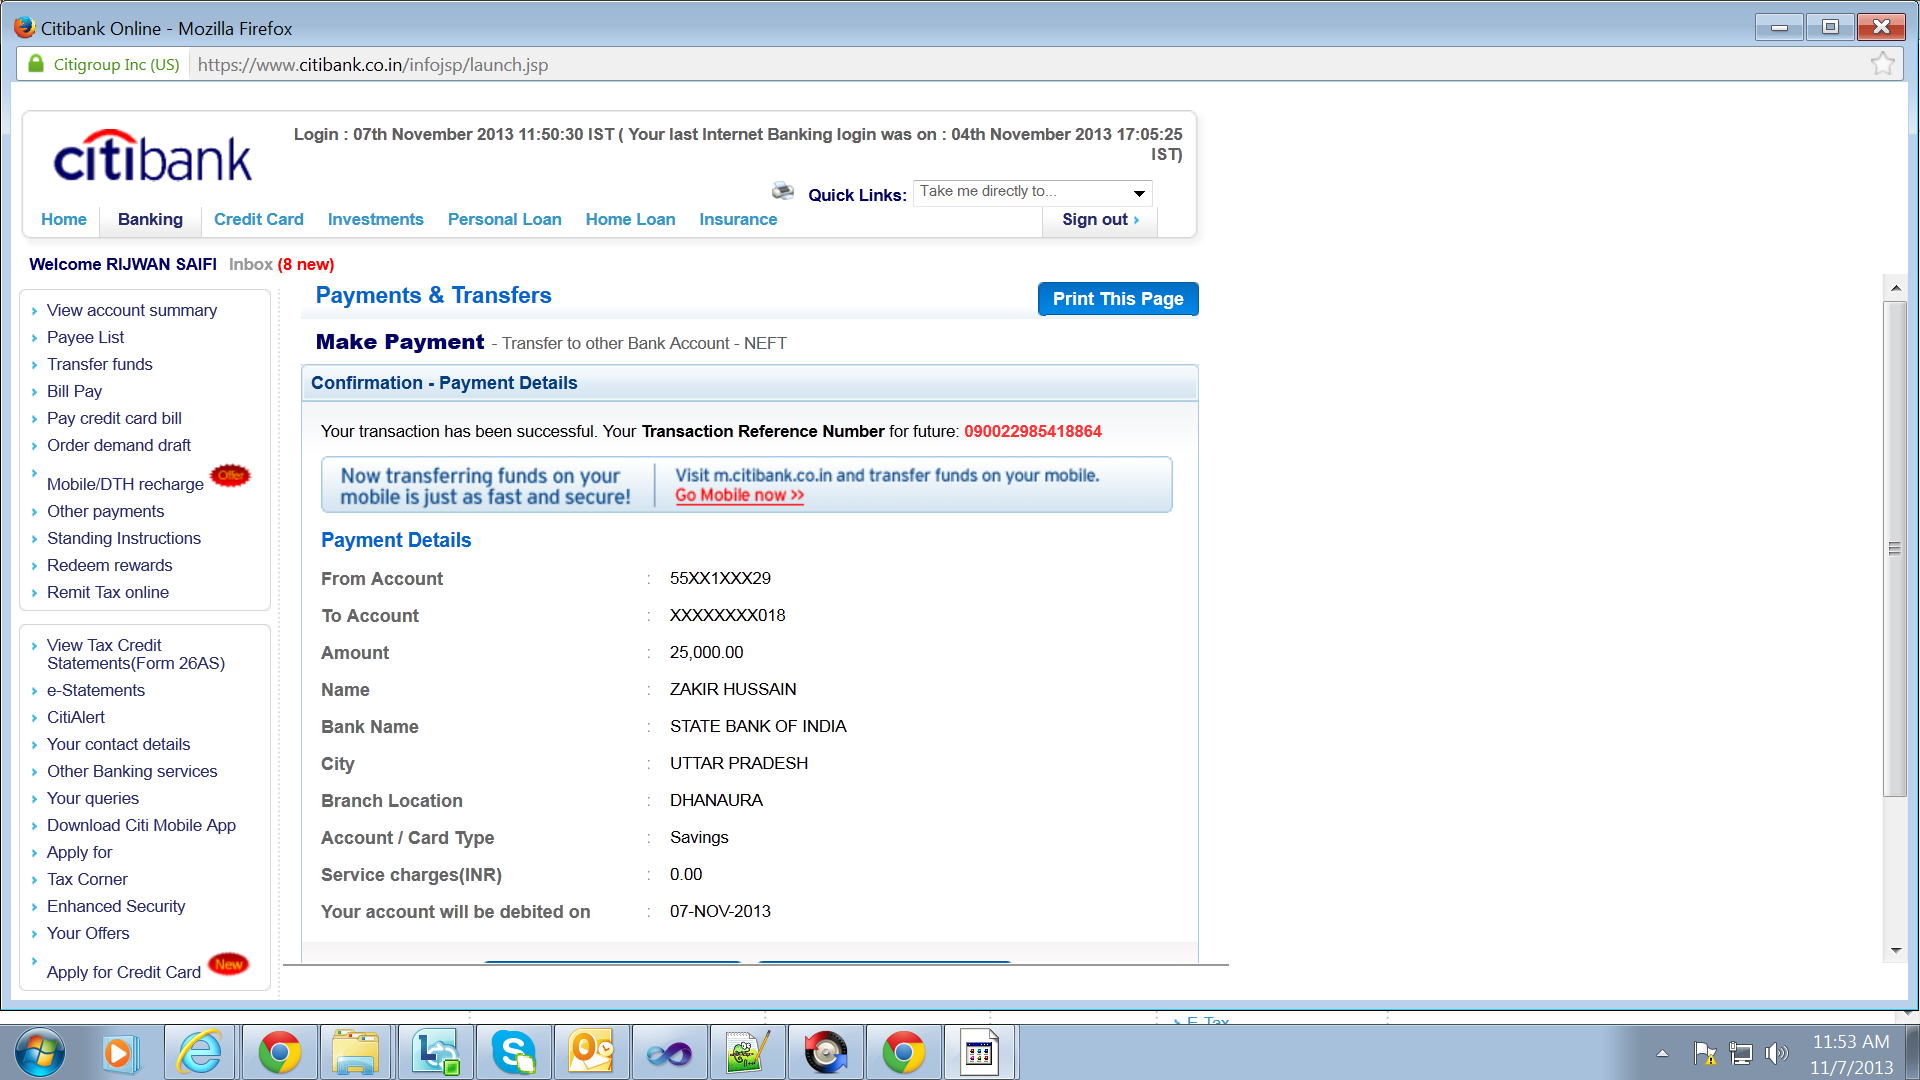 Citibank Online - Mozilla Firefox
Citigroup Inc (US) https://www.citibank.co.in/infojsp/launch.jsp
citibank
Login : 07th November 2013 11:50:30 IST ( Your last Internet Banking login was on : 04th November 2013 17:05:25
IST)
Quick Links: Take me directly to...
Home Banking Credit Card Investments Personal Loan Home Loan Insurance Sign out
Welcome RIJWAN SAIFI Inbox (8 new)
View account summary
Payee List
Transfer funds
Bill Pay
Pay credit card bill
Order demand draft
Mobile/DTH recharge Offer
Other payments
Standing Instructions
Redeem rewards
Remit Tax online
View Tax Credit
Statements(Form 26AS)
e-Statements
CitiAlert
Your contact details
Other Banking services
Your queries
Download Citi Mobile App
Apply for
Tax Corner
Enhanced Security
Your Offers
Apply for Credit Card New
Payments & Transfers
Print This Page
Make Payment - Transfer to other Bank Account - NEFT
Confirmation - Payment Details
Your transaction has been successful. Your Transaction Reference Number for future: 090022985418864
Now transferring funds on your
mobile is just as fast and secure!
Visit m.citibank.co.in and transfer funds on your mobile.
Go Mobile now >>
Payment Details
From Account : 55XX1XXX29
To Account : XXXXXXXX018
Amount : 25,000.00
Name : ZAKIR HUSSAIN
Bank Name : STATE BANK OF INDIA
City : UTTAR PRADESH
Branch Location : DHANAURA
Account / Card Type : Savings
Service charges(INR) : 0.00
Your account will be debited on : 07-NOV-2013
E-Tax
11:53 AM
11/7/2013